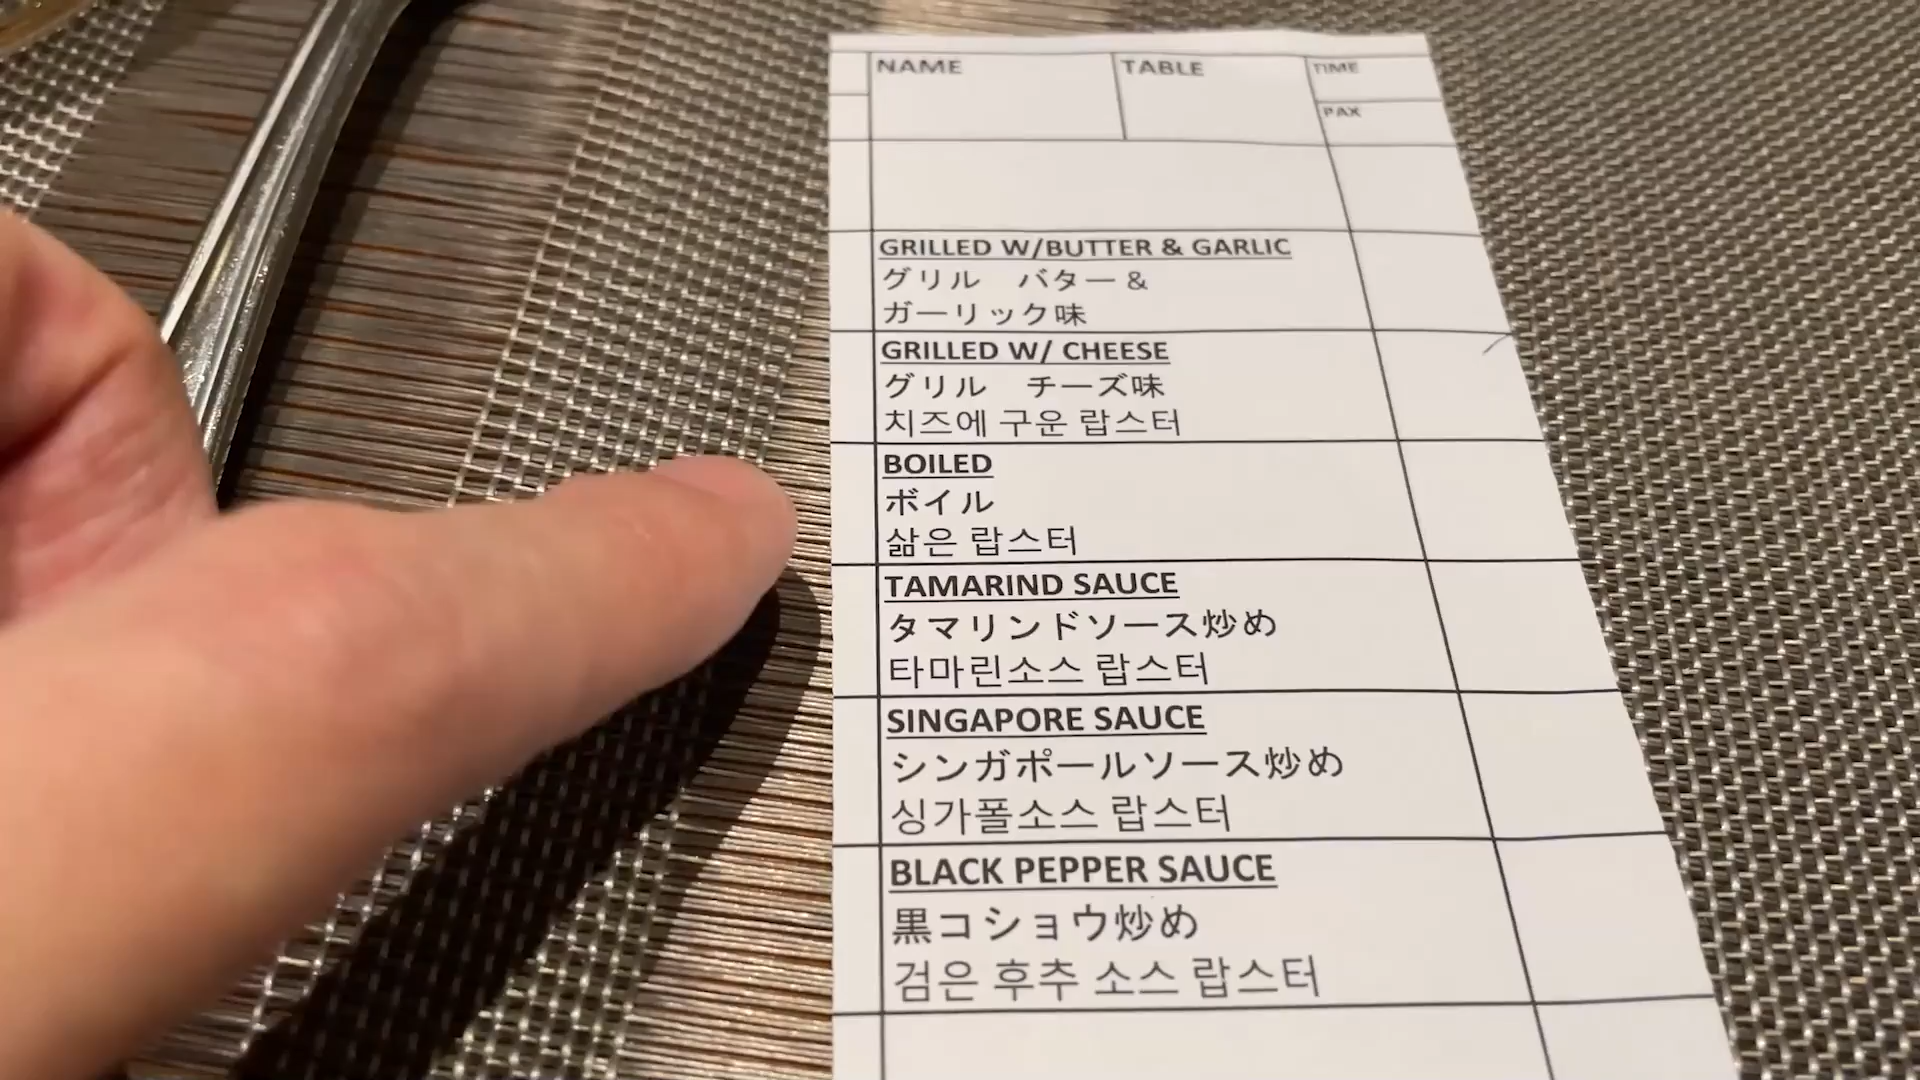 NAME
TABLE
TIME
PAX
GRILLED W/BUTTER & GARLIC
グリル　バター &
ガーリック味
GRILLED W/ CHEESE
グリル　チーズ味
치즈에 구운 랍스터
BOILED
ボイル
삶은 랍스터
TAMARIND SAUCE
タマリンドソース炒め
타마린소스 랍스터
SINGAPORE SAUCE
シンガポールソース炒め
싱가폴소스 랍스터
BLACK PEPPER SAUCE
黒コショウ炒め
검은 후추 소스 랍스터